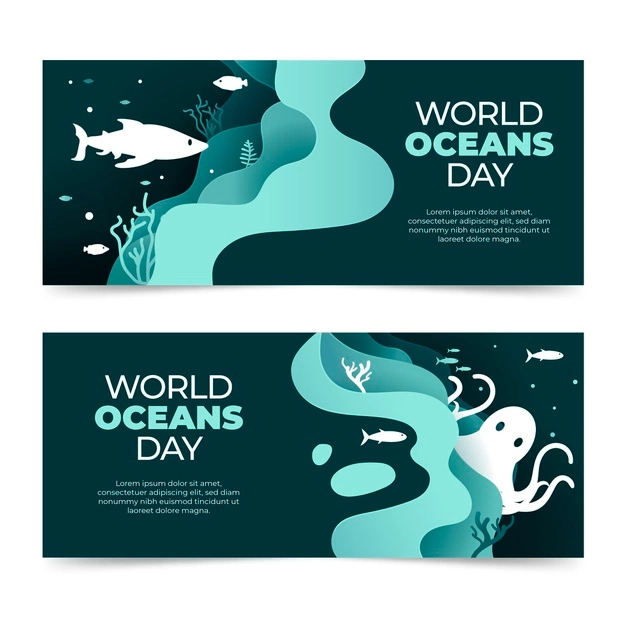 WORLD
OCEANS
DAY
Lorem ipsum dolor sit amet,
consectetuer adipiscing elit, sed
diam nonummy nibh euismod
tincidunt ut laoreet
dolore magna.
WORLD
OCEANS
DAY
Lorem ipsum dolor sit amet,
consectetuer adipiscing elit, sed
diam nonummy nibh euismod
tincidunt ut laoreet
dolore magna.